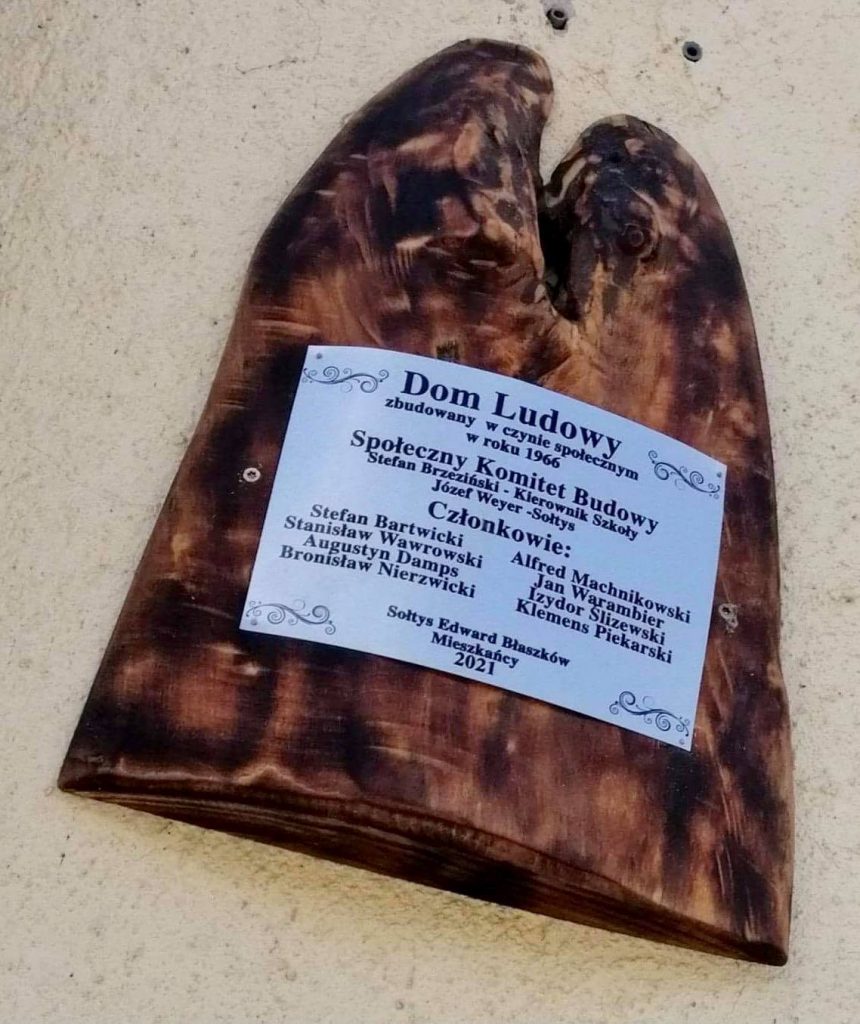 Dom Ludowy
zbudowany w czynie społecznym
w roku 1966
Społeczny Komitet Budowy
Stefan Brzeziński - Kierownik Szkoły
Józef Weyer -Sołtys
Członkowie:
Stefan Bartwicki
Stanisław Wawrowski
Augustyn Damps
Bronisław Nierzwicki
Alfred Machnikowski
Jan Warambier
Izydor Ślizewski
Klemens Piekarski
Sołtys Edward Błaszków
Mieszkańcy
2021